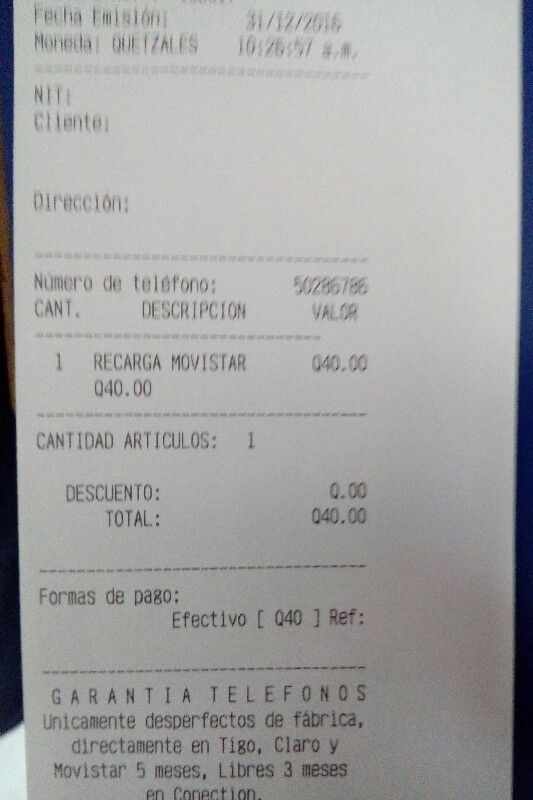 Fecha Emisión: 31/12/2016
Moneda: QUETZALES 10:26:57 a.m.
NIT:
Cliente:
Dirección:
Número de teléfono: 50286786
CANT. DESCRIPCION VALOR
1 RECARGA MOVISTAR Q40.00
Q40.00
CANTIDAD ARTICULOS: 1
DESCUENTO: Q.00
TOTAL: Q40.00
Formas de pago:
Efectivo [ Q40 ] Ref:
GARANTIA TELEFONOS
Unicamente desperfectos de fábrica,
directamente en Tigo, Claro y
Movistar 5 meses, Libres 3 meses
en Conection.